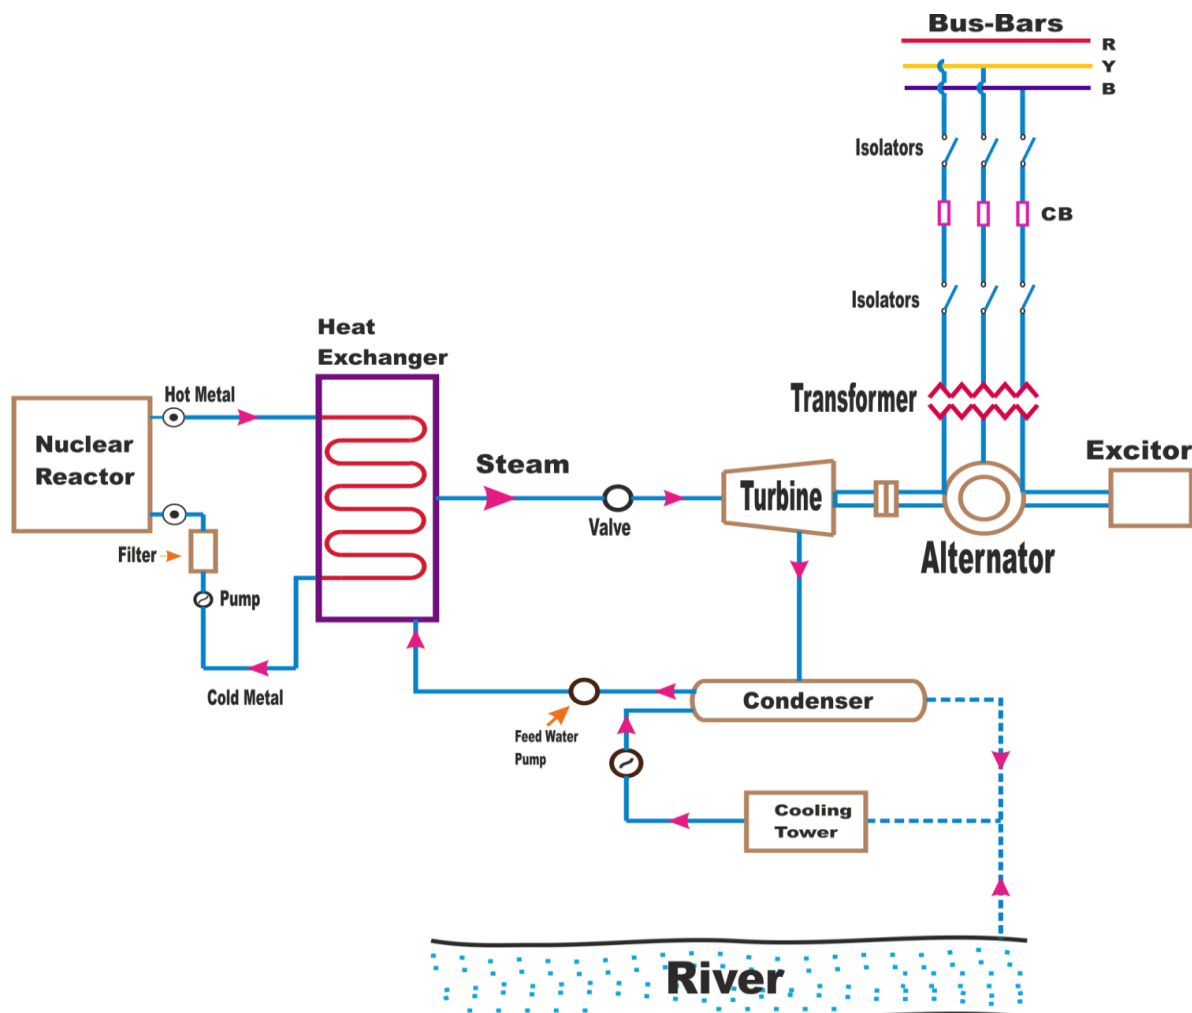 Bus-Bars
R
Y
B
Isolators
CB
Isolators
Heat
Exchanger
Hot Metal
Transformer
Nuclear
Reactor
Steam
Excitor
Turbine
Valve
Filter
Alternator
Pump
Cold Metal
Condenser
Feed Water
Pump
Cooling
Tower
River